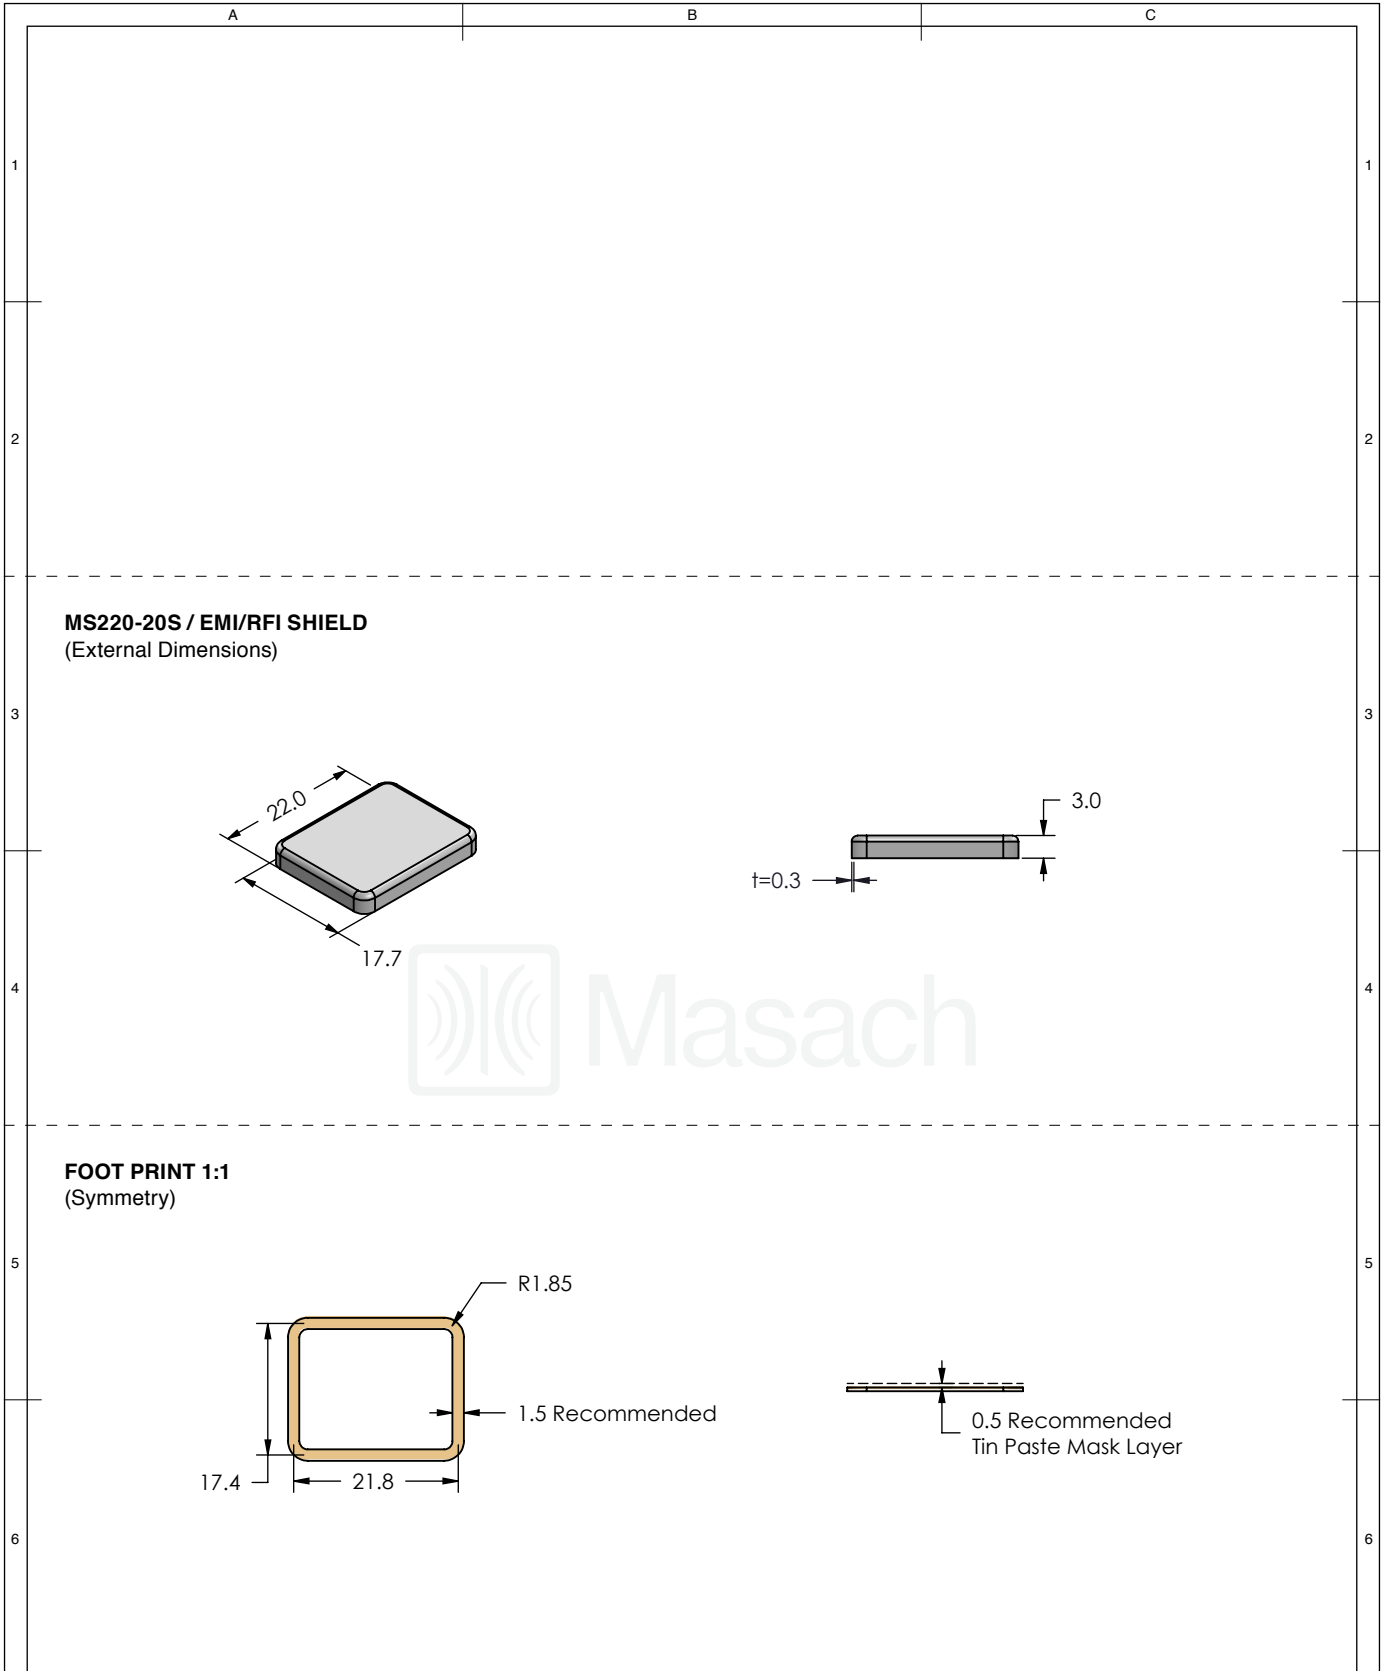 A B C
1 1
2 2
MS220-20S / EMI/RFI SHIELD
(External Dimensions)
3 3
22.0
3.0
t=0.3
17.7
Masach
4 4
FOOT PRINT 1:1
(Symmetry)
5 5
R1.85
1.5 Recommended
0.5 Recommended
Tin Paste Mask Layer
17.4
21.8
6 6